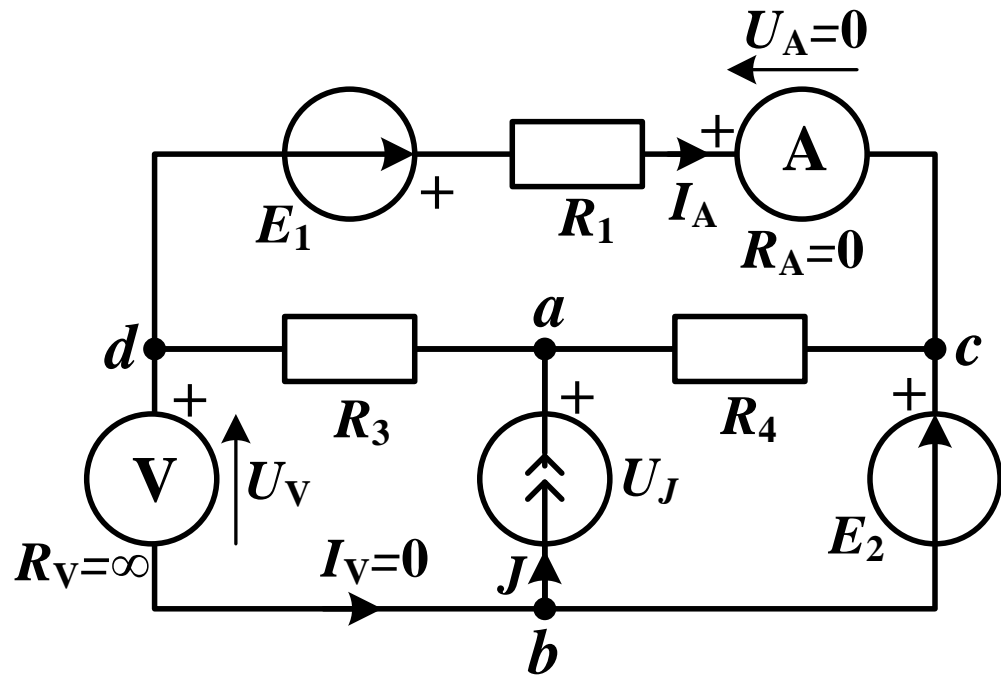 U_A=0
+
+
A
E_1
R_1
I_A
R_A=0
d
a
c
+
+
+
R_3
R_4
V
U_V
U_J
E_2
R_V=∞
I_V=0
J
b